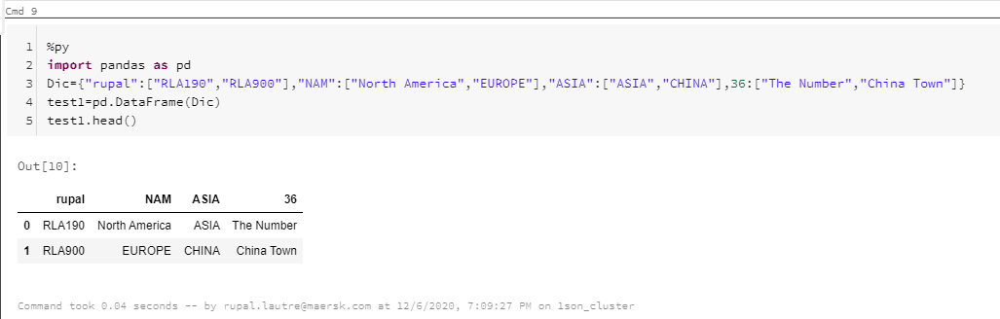 Cmd 9
1 %py
2 import pandas as pd
3 Dic={"rupal":["RLA190","RLA900"],"NAM":["North America","EUROPE"],"ASIA":["ASIA","CHINA"],36:["The Number","China Town"]}
4 test1=pd.DataFrame(Dic)
5 test1.head()
Out[10]:
rupal NAM ASIA 36
0 RLA190 North America ASIA The Number
1 RLA900 EUROPE CHINA China Town
Command took 0.04 seconds -- by rupal.lautre@maersk.com at 12/6/2020, 7:09:27 PM on lson_cluster